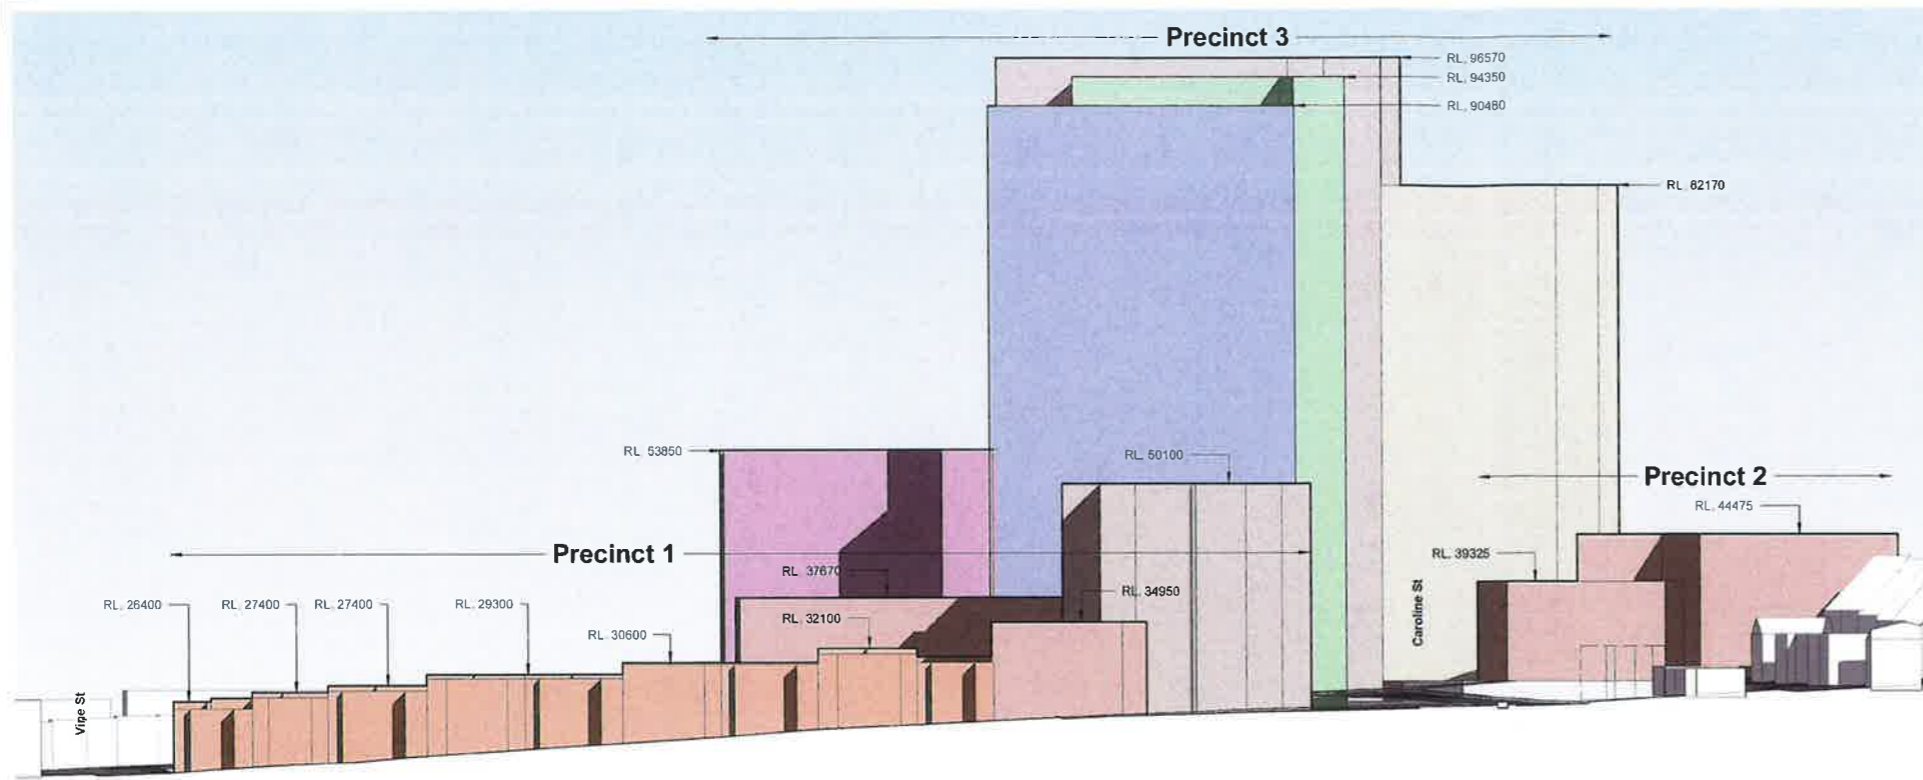 Precinct 3
RL. 96570
RL. 94350
RL. 90480
RL. 82170
RL. 53850
RL. 50100
Precinct 2
RL. 44475
Precinct 1
RL. 39325
RL. 37670
RL. 34950
RL. 26400
RL. 27400
RL. 27400
RL. 29300
RL. 32100
RL. 30600
Caroline St
Vine St